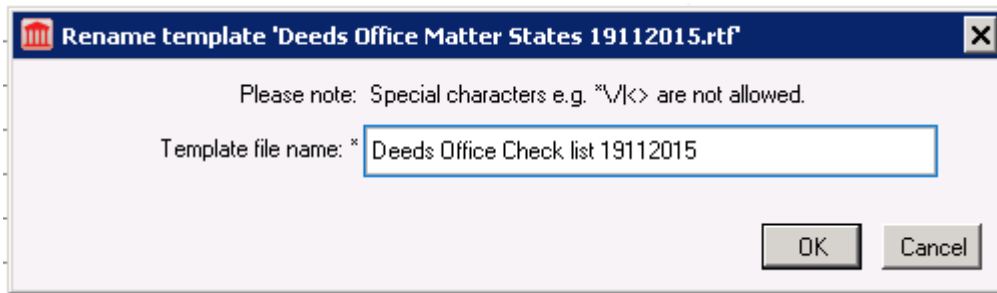 Rename template 'Deeds Office Matter States 19112015.rtf'
Please note: Special characters e.g. "\/|<> are not allowed.
Template file name: * Deeds Office Check list 19112015
OK Cancel